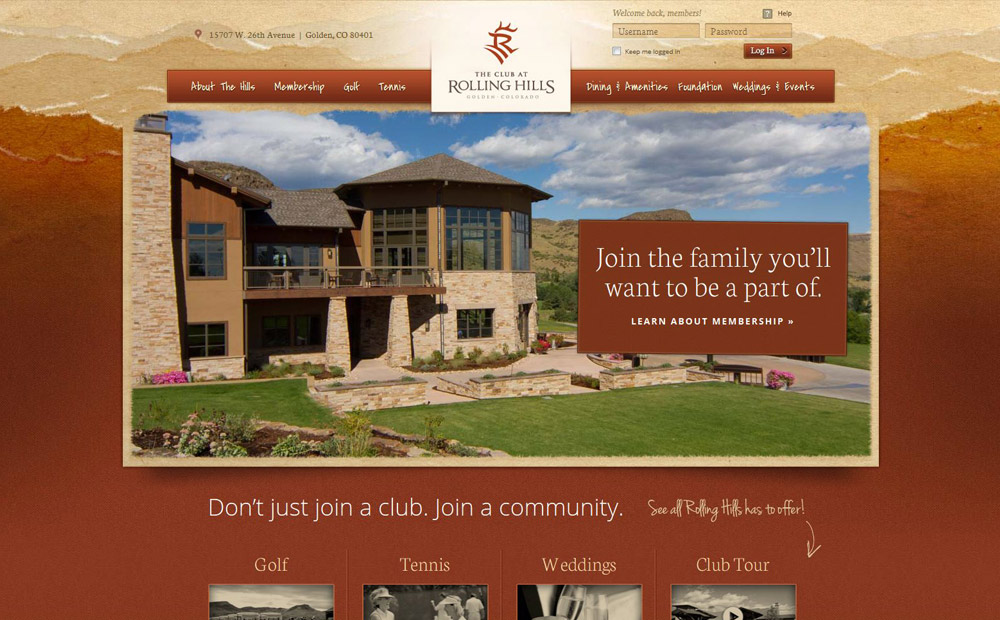 15707 W. 26th Avenue | Golden, CO 80401
Welcome back, members!
? Help
Username
Password
Keep me logged in
Log In
THE CLUB AT
ROLLING HILLS
GOLDEN · COLORADO
About The Hills
Membership
Golf
Tennis
Dining & Amenities
Foundation
Weddings & Events
Join the family you’ll
want to be a part of.
LEARN ABOUT MEMBERSHIP »
Don’t just join a club. Join a community.
See all Rolling Hills has to offer!
Golf
Tennis
Weddings
Club Tour